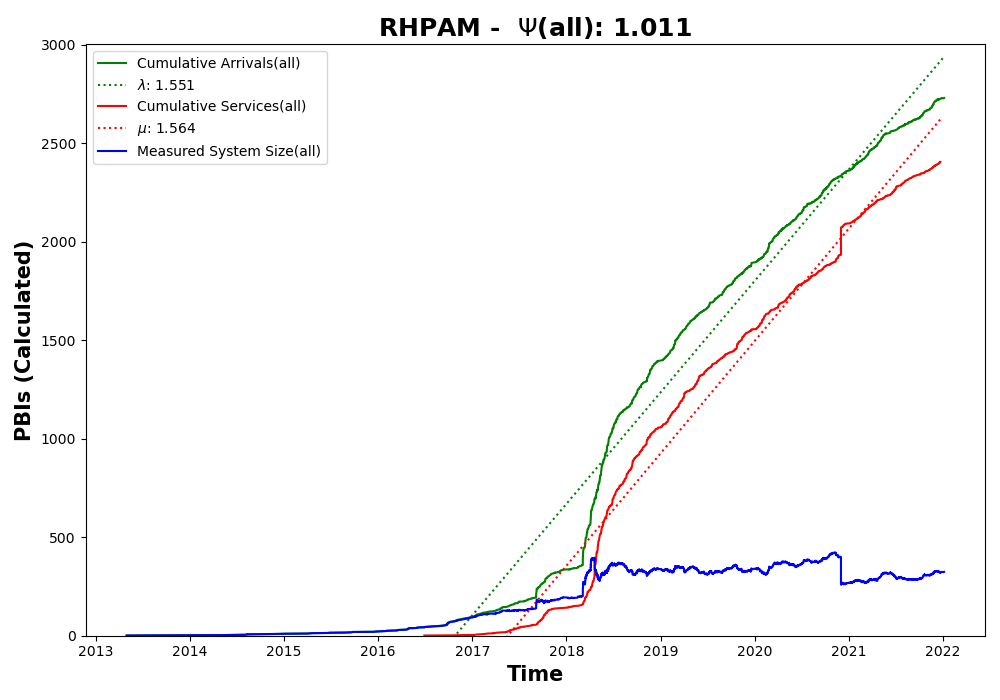 RHPAM - Ψ(all): 1.011
Cumulative Arrivals(all)
λ: 1.551
Cumulative Services(all)
μ: 1.564
Measured System Size(all)
PBIs (Calculated)
3000
2500
2000
1500
1000
500
0
2013 2014 2015 2016 2017 2018 2019 2020 2021 2022
Time